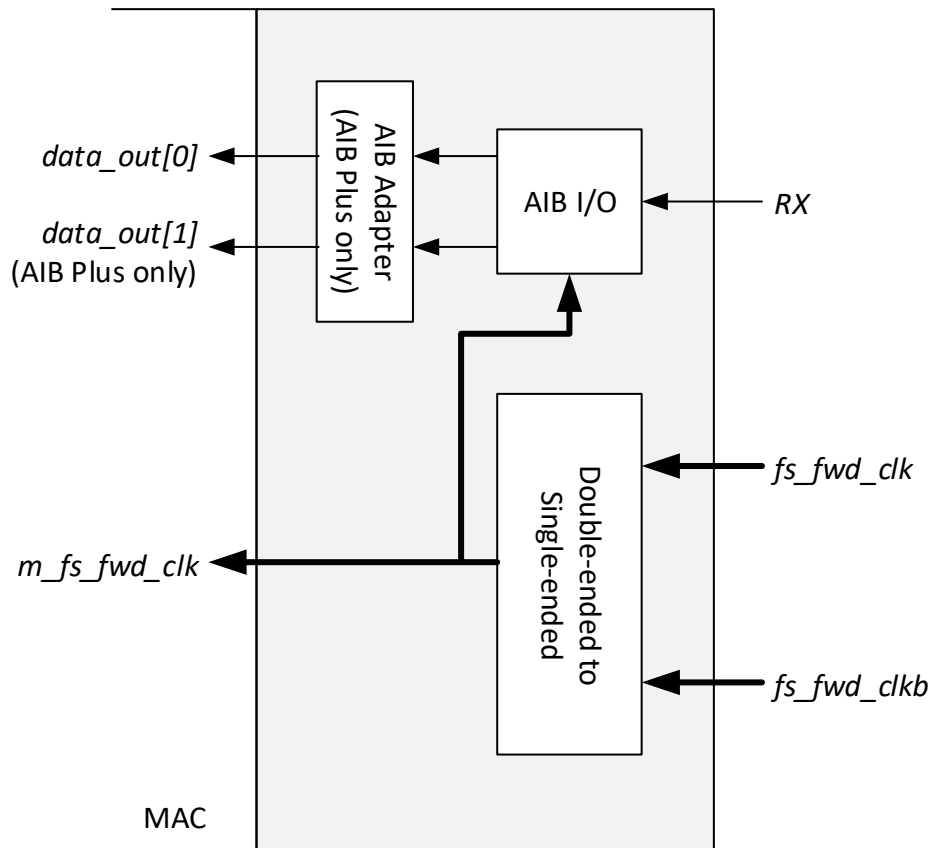 data_out[0]
data_out[1]
(AIB Plus only)
AIB Adapter
(AIB Plus only)
AIB I/O
RX
Double-ended to
Single-ended
fs_fwd_clk
m_fs_fwd_clk
fs_fwd_clkb
MAC